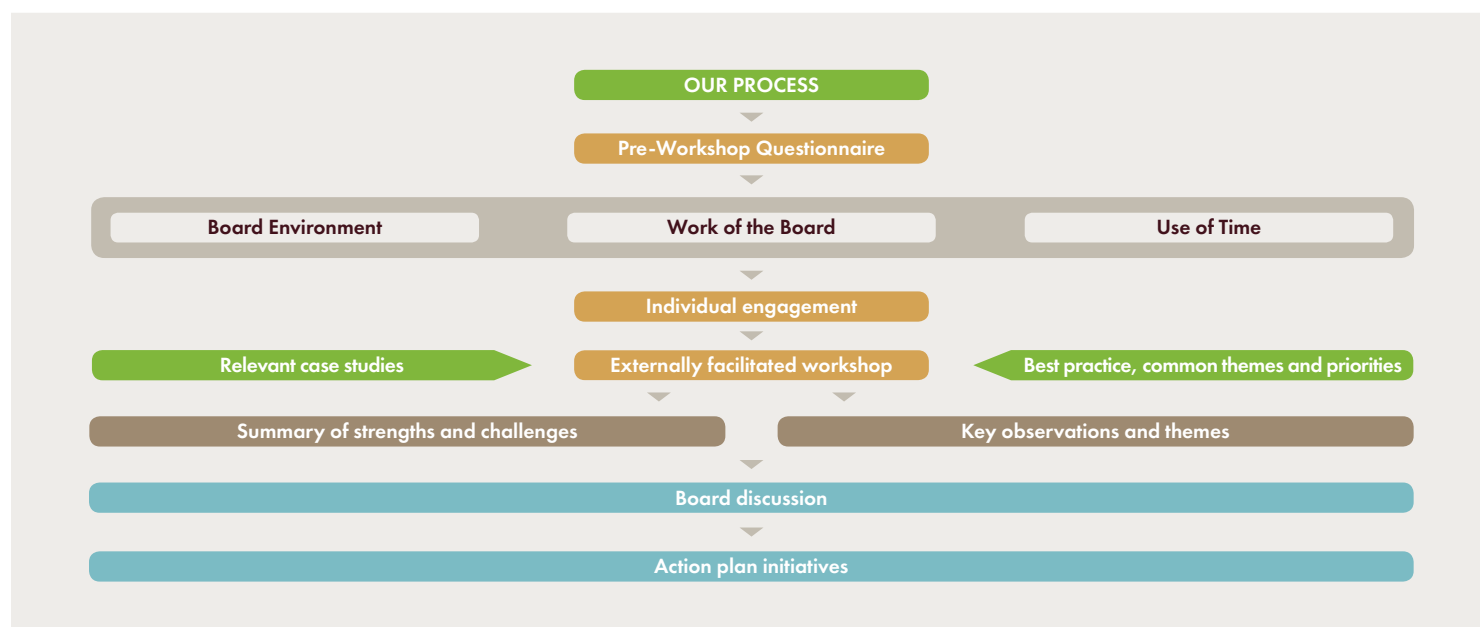 OUR PROCESS
Pre-Workshop Questionnaire
Board Environment
Work of the Board
Use of Time
Individual engagement
Relevant case studies
Externally facilitated workshop
Best practice, common themes and priorities
Summary of strengths and challenges
Key observations and themes
Board discussion
Action plan initiatives